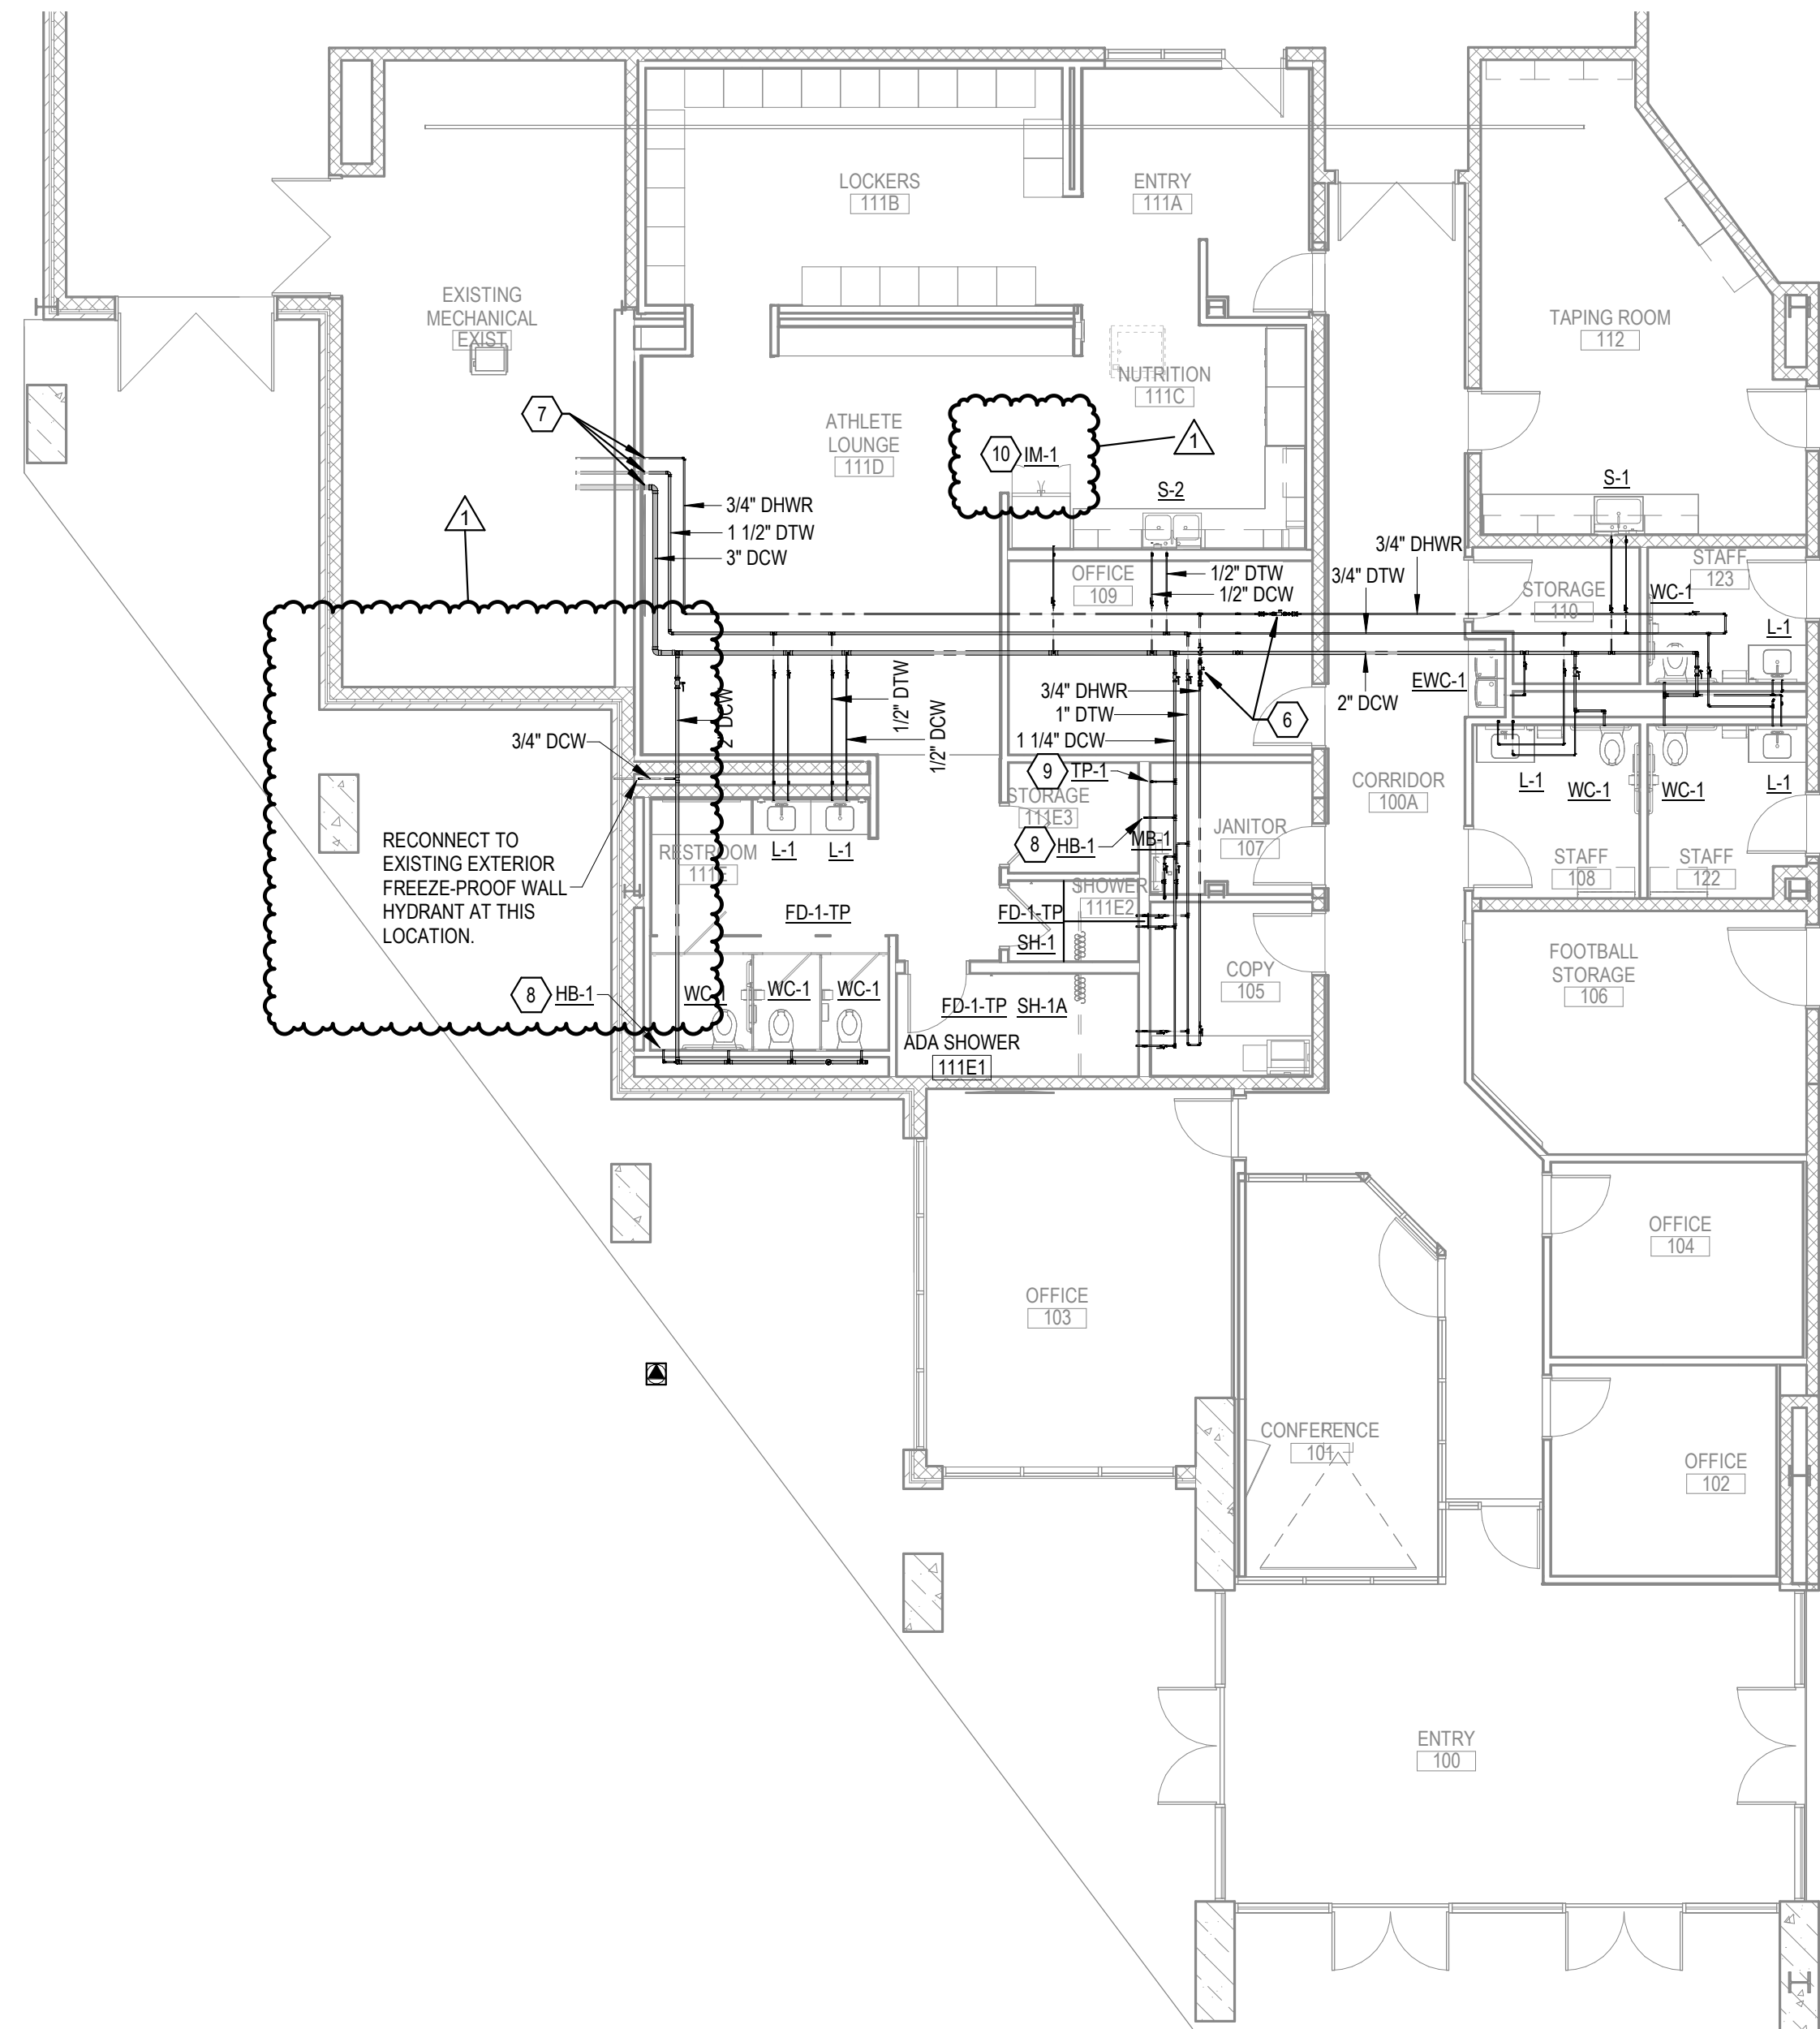 LOCKERS
111B
ENTRY
111A
EXISTING
MECHANICAL
EXIST
TAPING ROOM
112
NUTRITION
111C
7
ATHLETE
LOUNGE
111D
10 IM-1
1
S-2
S-1
1
3/4" DHWR
1 1/2" DTW
3" DCW
3/4" DHWR
OFFICE
109
1/2" DTW
1/2" DCW
3/4" DTW
STORAGE
110
STAFF
123
WC-1
L-1
EWC-1
2" DCW
2" DCW
1/2" DTW
1/2" DCW
3/4" DHWR
1" DTW
1 1/4" DCW
6
3/4" DCW
9 TP-1
STORAGE
111E3
CORRIDOR
100A
L-1
WC-1
WC-1
L-1
RECONNECT TO
EXISTING EXTERIOR
FREEZE-PROOF WALL
HYDRANT AT THIS
LOCATION.
RESTROOM
111E
L-1
L-1
8 HB-1
MB-1
JANITOR
107
STAFF
108
STAFF
122
FD-1-TP
FD-1-TP
SHOWER
111E2
SH-1
FOOTBALL
STORAGE
106
COPY
105
8 HB-1
WC-1
WC-1
WC-1
FD-1-TP
SH-1A
ADA SHOWER
111E1
OFFICE
104
OFFICE
103
CONFERENCE
101
OFFICE
102
ENTRY
100